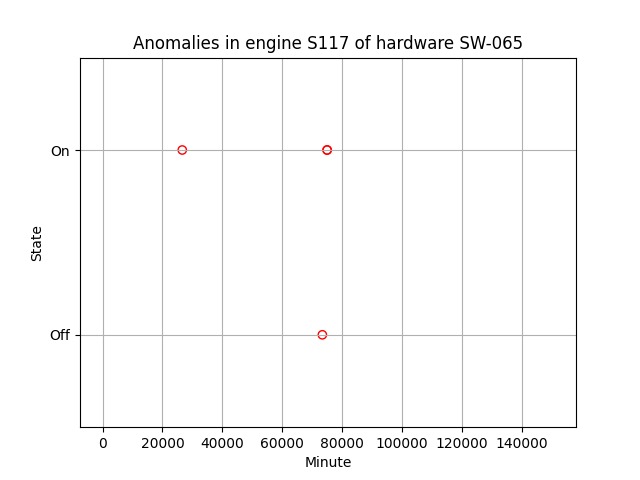 Anomalies in engine S117 of hardware SW-065
On
State
Off
0 20000 40000 60000 80000 100000 120000 140000
Minute